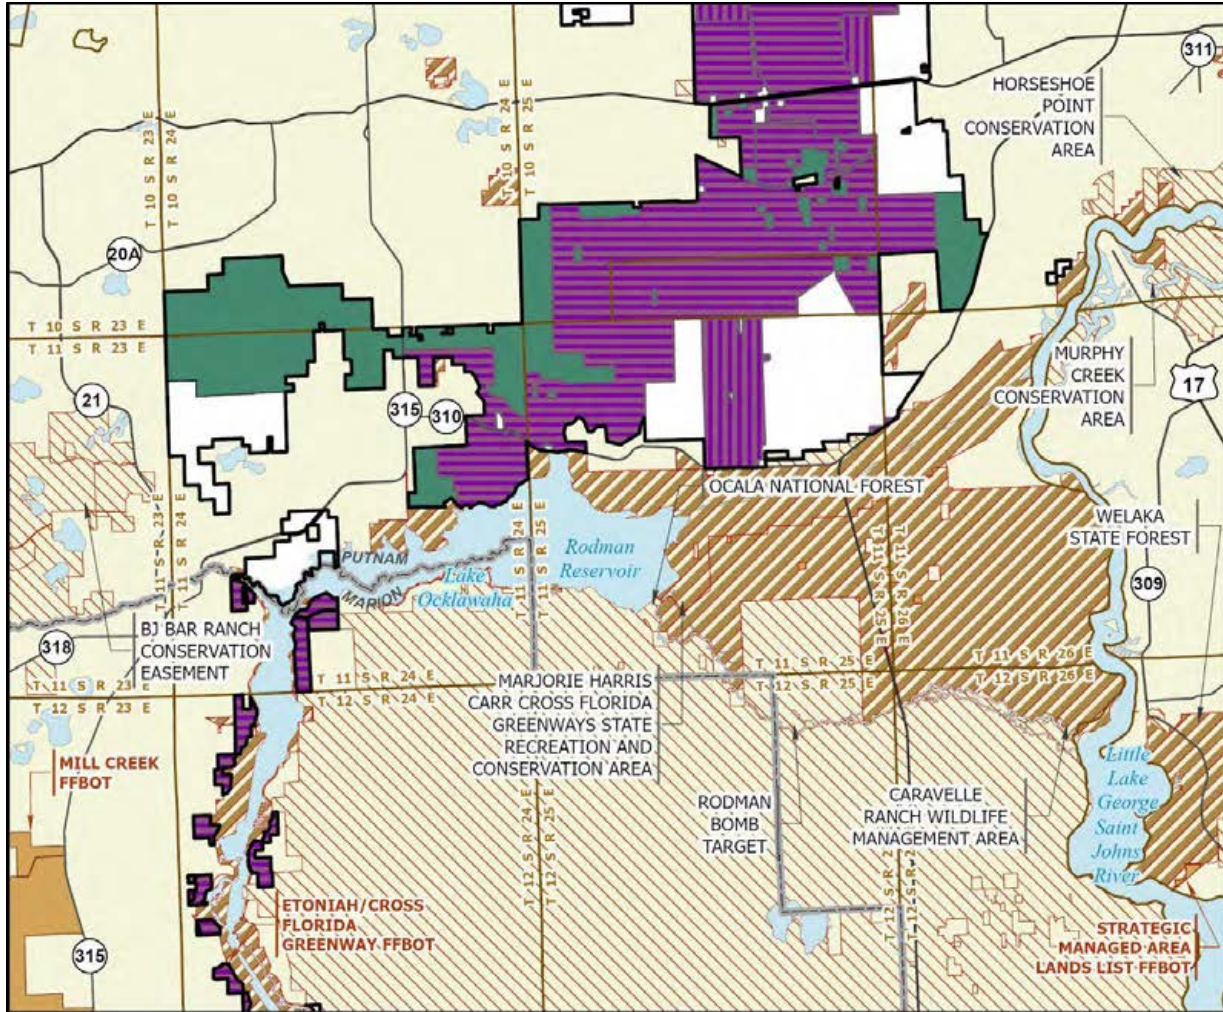 311
T 10 S R 23 E
T 10 S R 24 E
T 10 S R 24 E
T 10 S R 25 E
HORSESHOE
POINT
CONSERVATION
AREA
20A
T 10 S R 23 E
T 11 S R 23 E
MURPHY
CREEK
CONSERVATION
AREA
17
21
315
310
OCALA NATIONAL FOREST
T 11 S R 23 E
T 11 S R 24 E
T 11 S R 24 E
T 11 S R 25 E
T 11 S R 25 E
T 11 S R 26 E
WELAKA
STATE FOREST
PUTNAM
MARION
Rodman
Reservoir
Lake
Ocklawaha
309
318
BJ BAR RANCH
CONSERVATION
EASEMENT
T 11 S R 23 E
T 12 S R 23 E
T 11 S R 24 E
T 12 S R 24 E
T 11 S R 25 E
T 12 S R 25 E
T 11 S R 26 E
T 12 S R 26 E
MARJORIE HARRIS
CARR CROSS FLORIDA
GREENWAYS STATE
RECREATION AND
CONSERVATION AREA
MILL CREEK
FFBOT
RODMAN
BOMB
TARGET
CARAVELLE
RANCH WILDLIFE
MANAGEMENT AREA
Little
Lake
George
Saint
Johns
River
T 12 S R 24 E
T 12 S R 25 E
T 12 S R 2
T 12 S R 2
ETONIAH/CROSS
FLORIDA
GREENWAY FFBOT
315
STRATEGIC
MANAGED AREA
LANDS LIST FFBOT